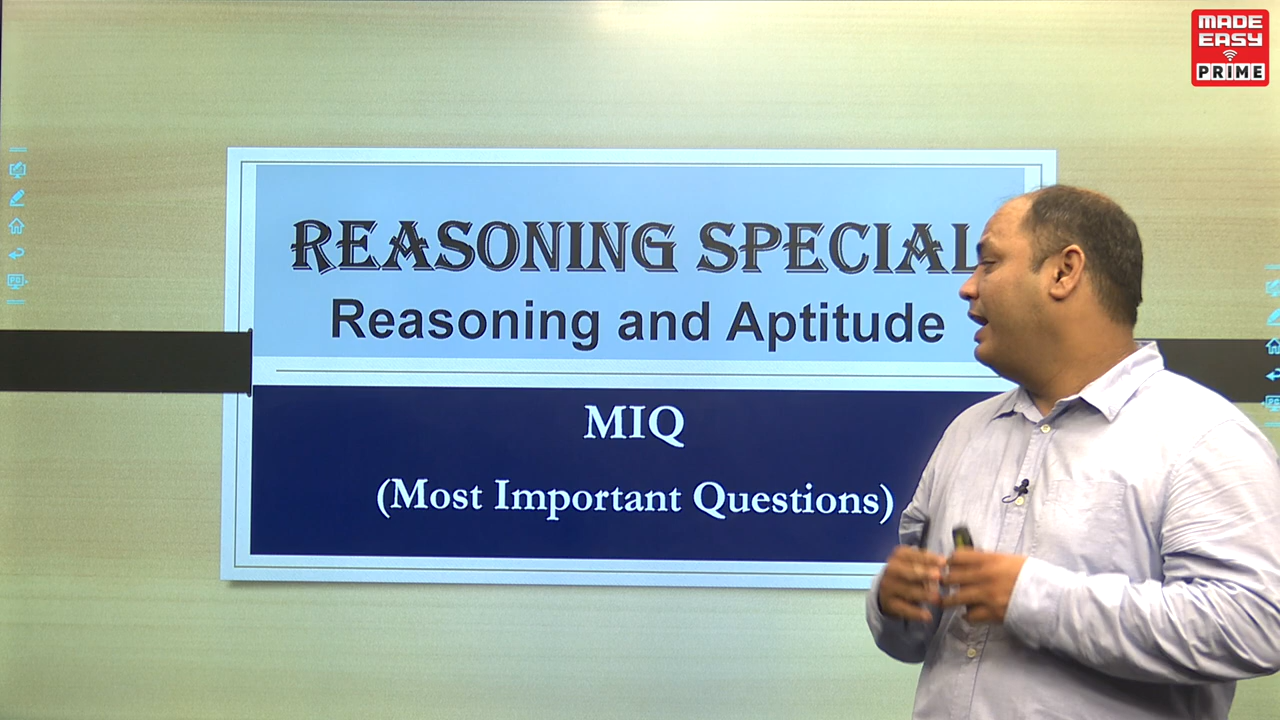 MADE
EASY
PRIME
REASONING SPECIAL
Reasoning and Aptitude
MIQ
(Most Important Questions)